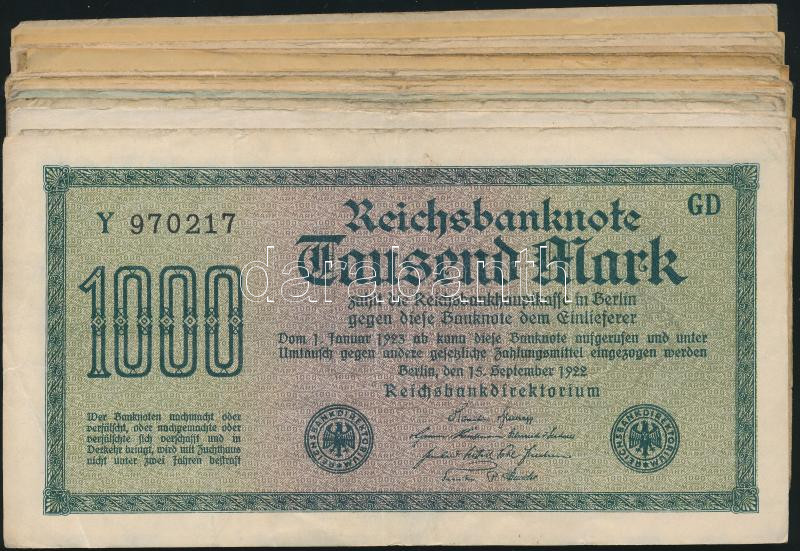 Y 970217
Reichsbanknote
GD
Tausend Mark
1000
zahlt die Reichsbankhauptkasse in Berlin
gegen diese Banknote dem Einlieferer
Vom 1. Januar 1923 ab kann diese Banknote aufgerufen und unter
Umtausch gegen andere gesetzliche Zahlungsmittel eingezogen werden
Berlin, den 15. September 1922
Reichsbankdirektorium
Wer Banknoten nachmacht oder
verfälscht, oder nachgemachte oder
verfälschte sich verschafft und in
Verkehr bringt, wird mit Zuchthaus
nicht unter zwei Jahren bestraft
REICHSBANKDIREKTORIUM
REICHSBANKDIREKTORIUM
darabanth